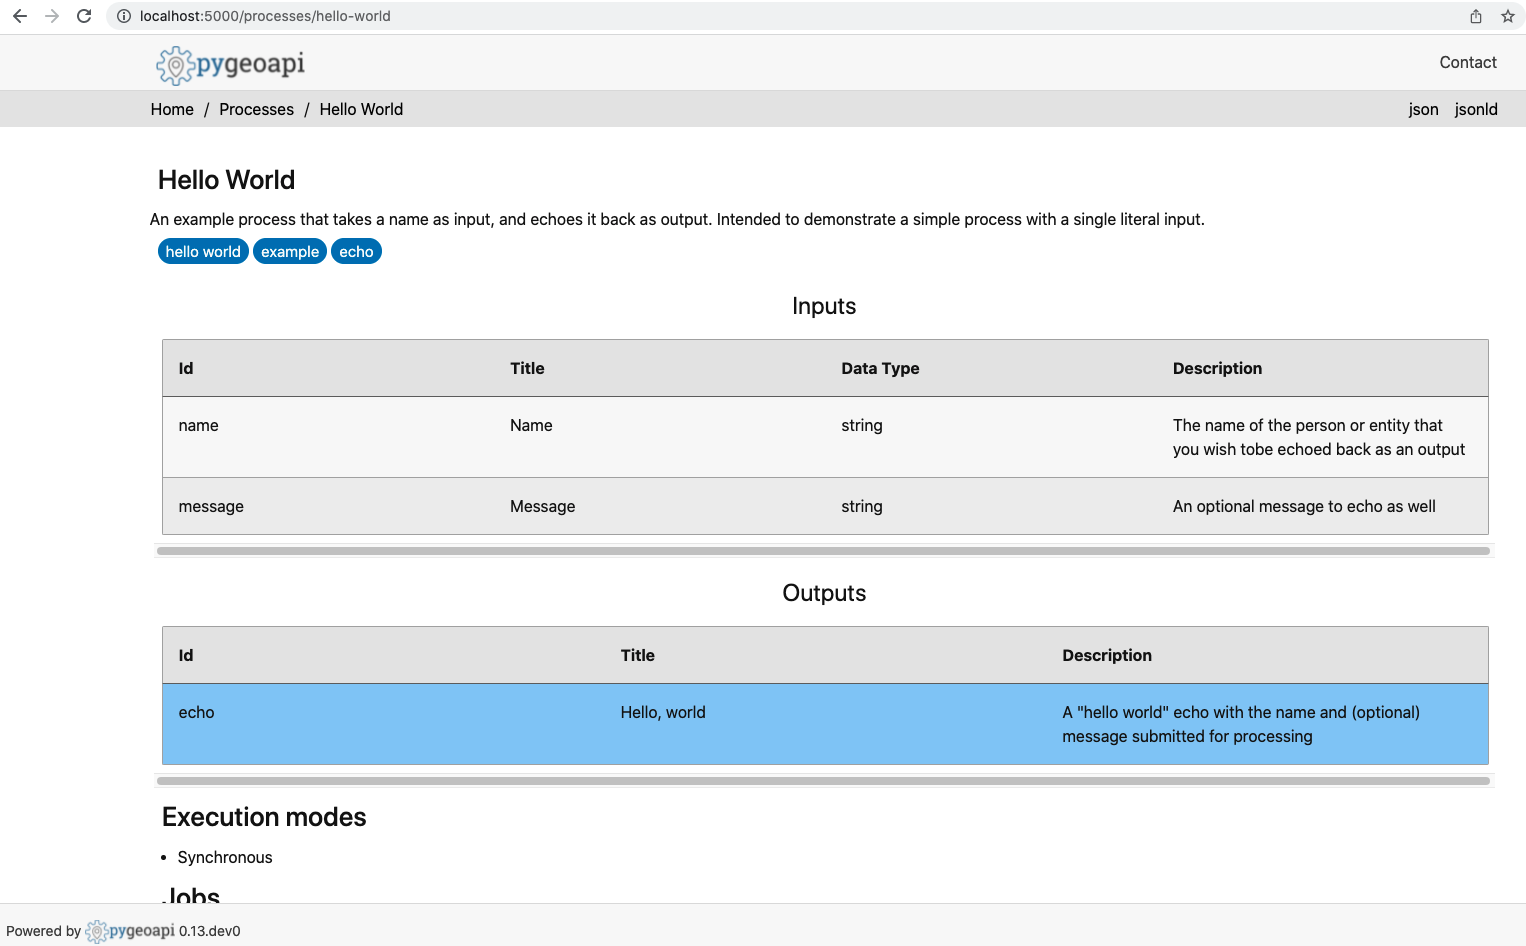 localhost:5000/processes/hello-world
pygeoapi
Contact
Home / Processes / Hello World
json jsonld
Hello World
An example process that takes a name as input, and echoes it back as output. Intended to demonstrate a simple process with a single literal input.
hello world example echo
Inputs
Id Title Data Type Description
name Name string The name of the person or entity that
you wish tobe echoed back as an output
message Message string An optional message to echo as well
Outputs
Id Title Description
echo Hello, world A "hello world" echo with the name and (optional)
message submitted for processing
Execution modes
• Synchronous
Jobs
Powered by pygeoapi 0.13.dev0